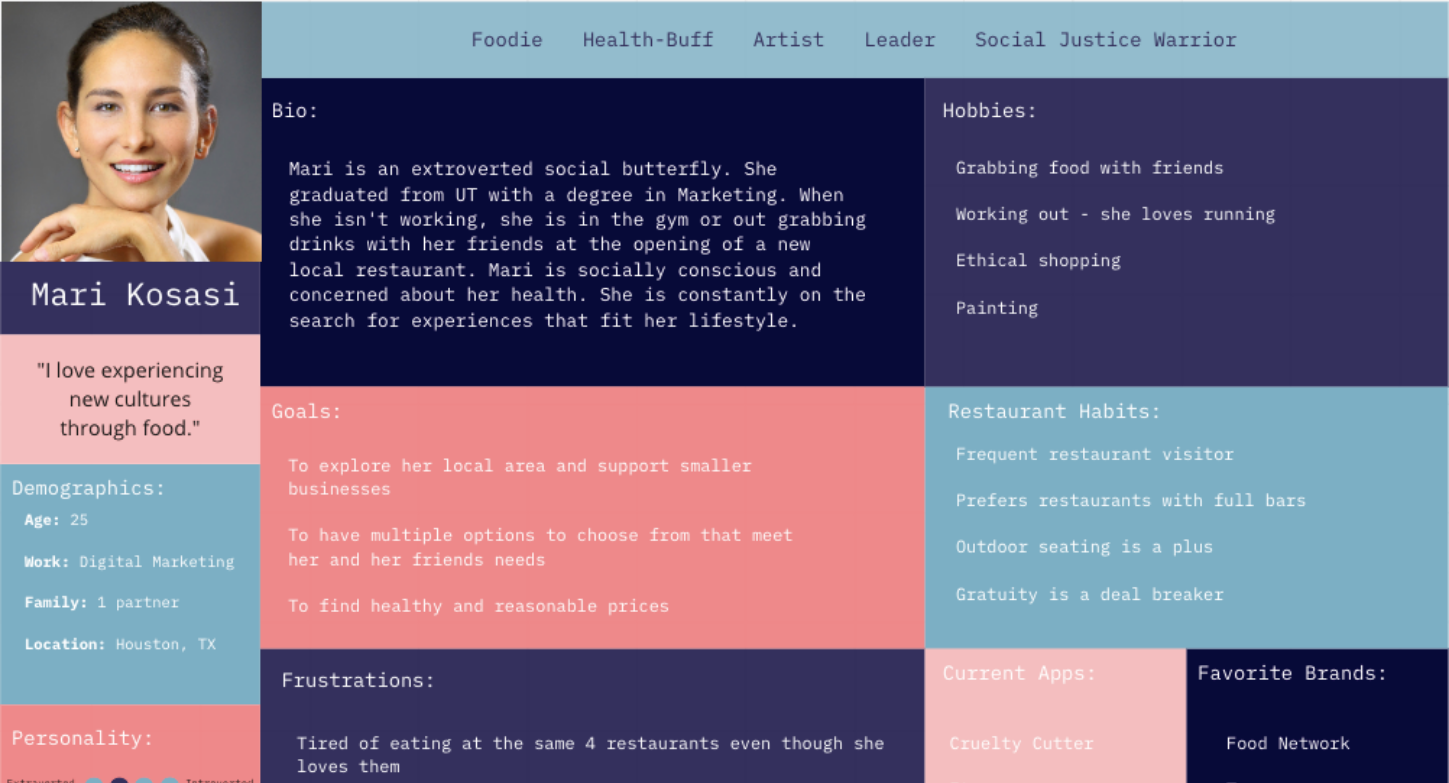 Foodie Health-Buff Artist Leader Social Justice Warrior
Mari Kosasi
"I love experiencing
new cultures
through food."
Demographics:
Age: 25
Work: Digital Marketing
Family: 1 partner
Location: Houston, TX
Personality:
Extroverted Introverted
Bio:
Mari is an extroverted social butterfly. She
graduated from UT with a degree in Marketing. When
she isn't working, she is in the gym or out grabbing
drinks with her friends at the opening of a new
local restaurant. Mari is socially conscious and
concerned about her health. She is constantly on the
search for experiences that fit her lifestyle.
Hobbies:
Grabbing food with friends
Working out - she loves running
Ethical shopping
Painting
Goals:
To explore her local area and support smaller
businesses
To have multiple options to choose from that meet
her and her friends needs
To find healthy and reasonable prices
Restaurant Habits:
Frequent restaurant visitor
Prefers restaurants with full bars
Outdoor seating is a plus
Gratuity is a deal breaker
Frustrations:
Tired of eating at the same 4 restaurants even though she
loves them
Current Apps:
Cruelty Cutter
Favorite Brands:
Food Network